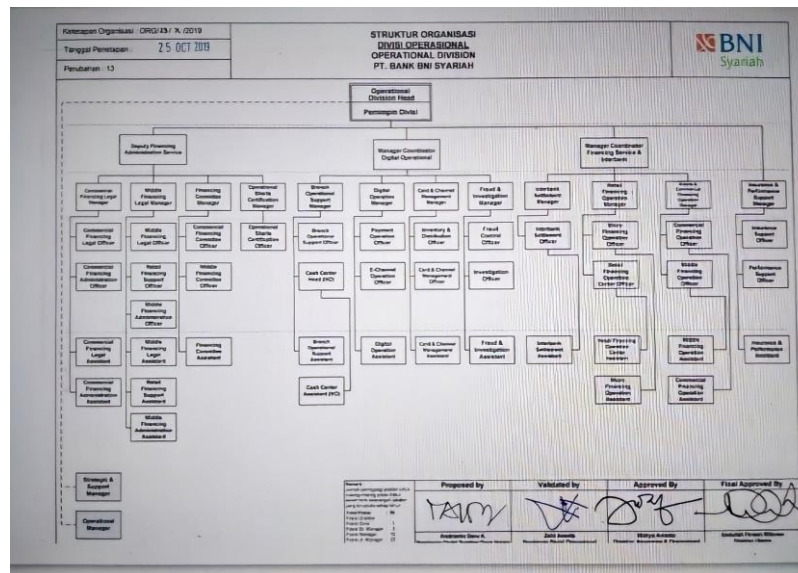 Ketetapan Organisasi : ORG/13/ X /2019
Tanggal Penetapan : 25 OCT 2019
Perubahan : 13
STRUKTUR ORGANISASI
DIVISI OPERASIONAL
OPERATIONAL DIVISION
PT. BANK BNI SYARIAH
BNI
Syariah
Operational
Division Head
Pemimpin Divisi
Deputy Financing
Administration Service
Manager Coordinator
Digital Operational
Manager Coordinator
Financing Service &
Interbank
Commercial
Financing Legal
Manager
Middle
Financing
Legal Manager
Financing
Committee
Manager
Operational
Sharia
Certification
Manager
Branch
Operational
Support
Manager
Digital
Operation
Manager
Card & Channel
Management
Manager
Fraud &
Investigation
Manager
Interbank
Settlement
Manager
Retail
Financing
Operation
Manager
Commercial
Financing
Operation
Manager
Insurance &
Performance
Support
Manager
Commercial
Financing
Legal Officer
Middle
Financing
Legal Officer
Financing
Committee
Officer
Operational
Sharia
Certification
Officer
Branch
Operational
Support Officer
Payment
Operation
Officer
Inventory &
Distribution
Officer
Fraud
Control
Officer
Interbank
Settlement
Officer
Micro
Financing
Operation
Officer
Commercial
Financing
Operation
Officer
Insurance
Support
Officer
Commercial
Financing
Administration
Officer
Retail
Financing
Support
Officer
Middle
Financing
Committee
Officer
Cash Center
Head
E-Channel
Operation
Officer
Card & Channel
Management
Officer
Investigation
Officer
Retail
Financing
Operation
Center Officer
Middle
Financing
Operation
Officer
Performance
Support
Officer
Middle
Financing
Administration
Officer
Commercial
Financing
Legal
Assistant
Middle
Financing
Legal
Assistant
Financing
Committee
Assistant
Branch
Operational
Support
Assistant
Digital
Operation
Assistant
Card & Channel
Management
Assistant
Fraud &
Investigation
Assistant
Interbank
Settlement
Assistant
Retail Financing
Operation
Center
Assistant
Middle
Financing
Operation
Assistant
Insurance &
Performance
Assistant
Commercial
Financing
Administration
Assistant
Retail
Financing
Support
Assistant
Cash Center
Assistant
Micro
Financing
Operation
Assistant
Commercial
Financing
Operation
Assistant
Middle
Financing
Administration
Assistant
Strategic &
Support
Manager
Operational
Manager
Proposed by
Validated by
Approved By
Final Approved By